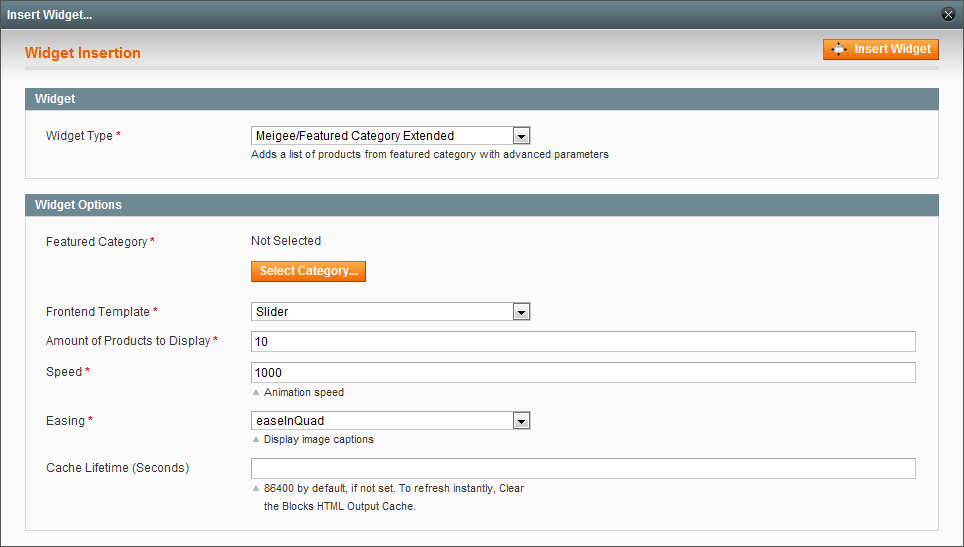 Insert Widget...
Widget Insertion
Insert Widget
Widget
Widget Type *
Meigee/Featured Category Extended
Adds a list of products from featured category with advanced parameters
Widget Options
Featured Category *
Not Selected
Select Category...
Frontend Template *
Slider
Amount of Products to Display *
10
Speed *
1000
Animation speed
Easing *
easeInQuad
Display image captions
Cache Lifetime (Seconds)
86400 by default, if not set. To refresh instantly, Clear
the Blocks HTML Output Cache.